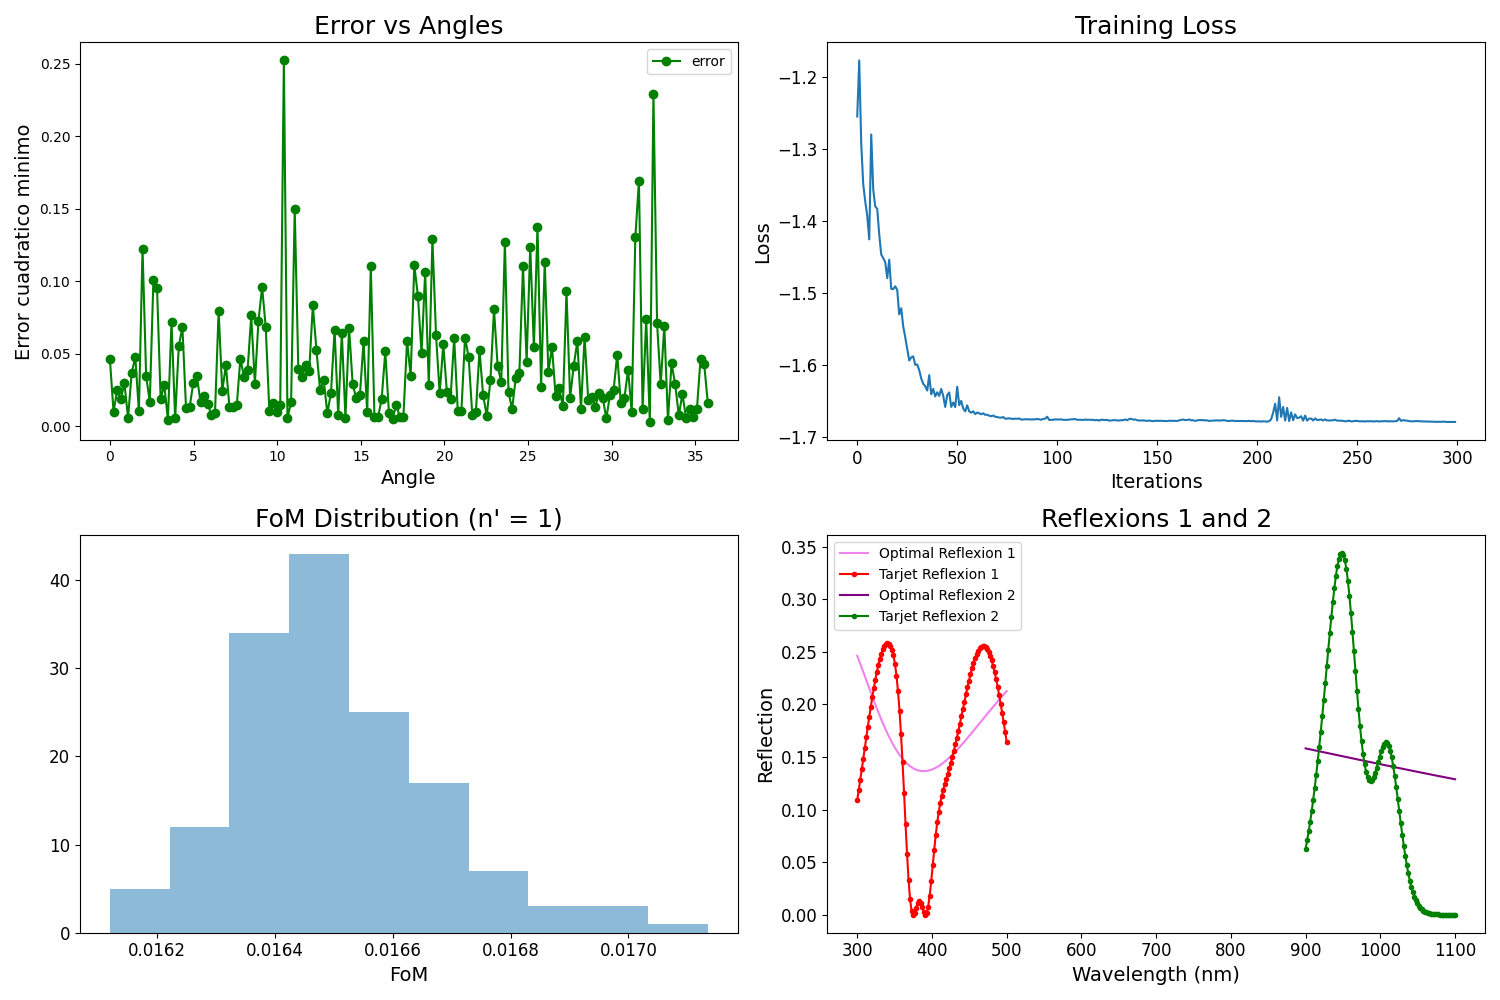 Error vs Angles
error
Error cuadratico minimo
0.25
0.20
0.15
0.10
0.05
0.00
0 5 10 15 20 25 30 35
Angle
Training Loss
Loss
−1.2
−1.3
−1.4
−1.5
−1.6
−1.7
0 50 100 150 200 250 300
Iterations
FoM Distribution (n' = 1)
40
30
20
10
0
0.0162 0.0164 0.0166 0.0168 0.0170
FoM
Reflexions 1 and 2
Optimal Reflexion 1
Tarjet Reflexion 1
Optimal Reflexion 2
Tarjet Reflexion 2
Reflection
0.35
0.30
0.25
0.20
0.15
0.10
0.05
0.00
300 400 500 600 700 800 900 1000 1100
Wavelength (nm)